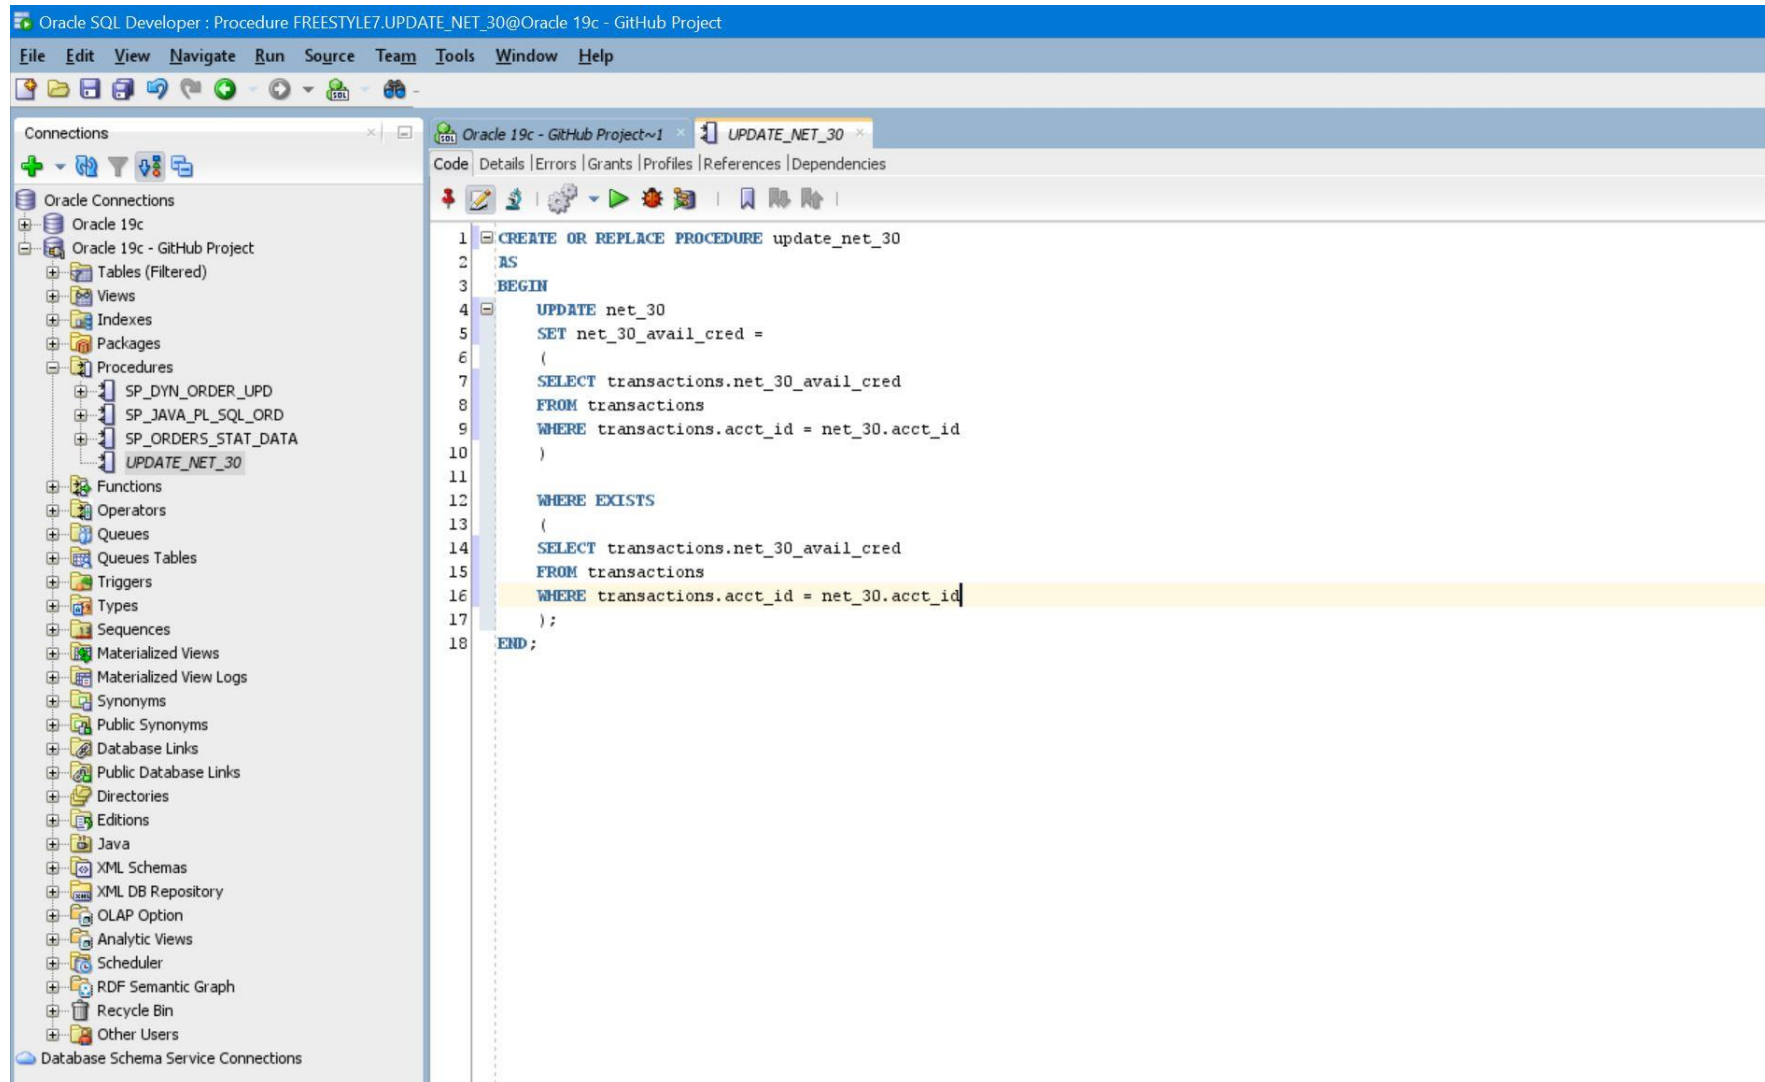 Oracle SQL Developer : Procedure FREESTYLE7.UPDATE_NET_30@Oracle 19c - GitHub Project
File Edit View Navigate Run Source Team Tools Window Help
Connections
Oracle Connections
Oracle 19c
Oracle 19c - GitHub Project
Tables (Filtered)
Views
Indexes
Packages
Procedures
SP_DYN_ORDER_UPD
SP_JAVA_PL_SQL_ORD
SP_ORDERS_STAT_DATA
UPDATE_NET_30
Functions
Operators
Queues
Queues Tables
Triggers
Types
Sequences
Materialized Views
Materialized View Logs
Synonyms
Public Synonyms
Database Links
Public Database Links
Directories
Editions
Java
XML Schemas
XML DB Repository
OLAP Option
Analytic Views
Scheduler
RDF Semantic Graph
Recycle Bin
Other Users
Database Schema Service Connections
Oracle 19c - GitHub Project~1 UPDATE_NET_30
Code Details |Errors |Grants |Profiles |References |Dependencies
1 CREATE OR REPLACE PROCEDURE update_net_30
2 AS
3 BEGIN
4 UPDATE net_30
5 SET net_30_avail_cred =
6 (
7 SELECT transactions.net_30_avail_cred
8 FROM transactions
9 WHERE transactions.acct_id = net_30.acct_id
10 )
11
12 WHERE EXISTS
13 (
14 SELECT transactions.net_30_avail_cred
15 FROM transactions
16 WHERE transactions.acct_id = net_30.acct_id
17 );
18 END;